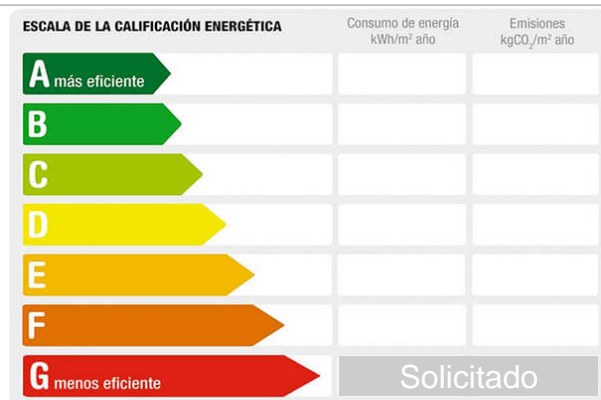 ESCALA DE LA CALIFICACIÓN ENERGÉTICA
Consumo de energía
kWh/m² año
Emisiones
kgCO₂/m² año
A más eficiente
B
C
D
E
F
G menos eficiente
Solicitado